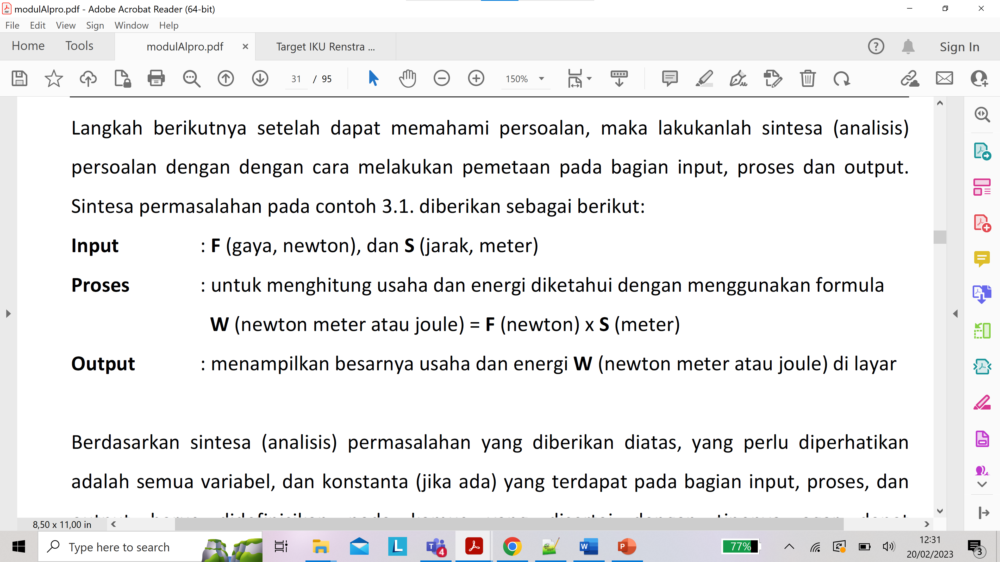 modulAlpro.pdf - Adobe Acrobat Reader (64-bit)
File Edit View Sign Window Help
Home Tools modulAlpro.pdf Target IKU Renstra ... Sign In
31 / 95 150%
Langkah berikutnya setelah dapat memahami persoalan, maka lakukanlah sintesa (analisis)
persoalan dengan dengan cara melakukan pemetaan pada bagian input, proses dan output.
Sintesa permasalahan pada contoh 3.1. diberikan sebagai berikut:
Input : F (gaya, newton), dan S (jarak, meter)
Proses : untuk menghitung usaha dan energi diketahui dengan menggunakan formula
W (newton meter atau joule) = F (newton) x S (meter)
Output : menampilkan besarnya usaha dan energi W (newton meter atau joule) di layar
Berdasarkan sintesa (analisis) permasalahan yang diberikan diatas, yang perlu diperhatikan
adalah semua variabel, dan konstanta (jika ada) yang terdapat pada bagian input, proses, dan
8,50 x 11,00 in
Type here to search
77%
12:31
20/02/2023
3
4